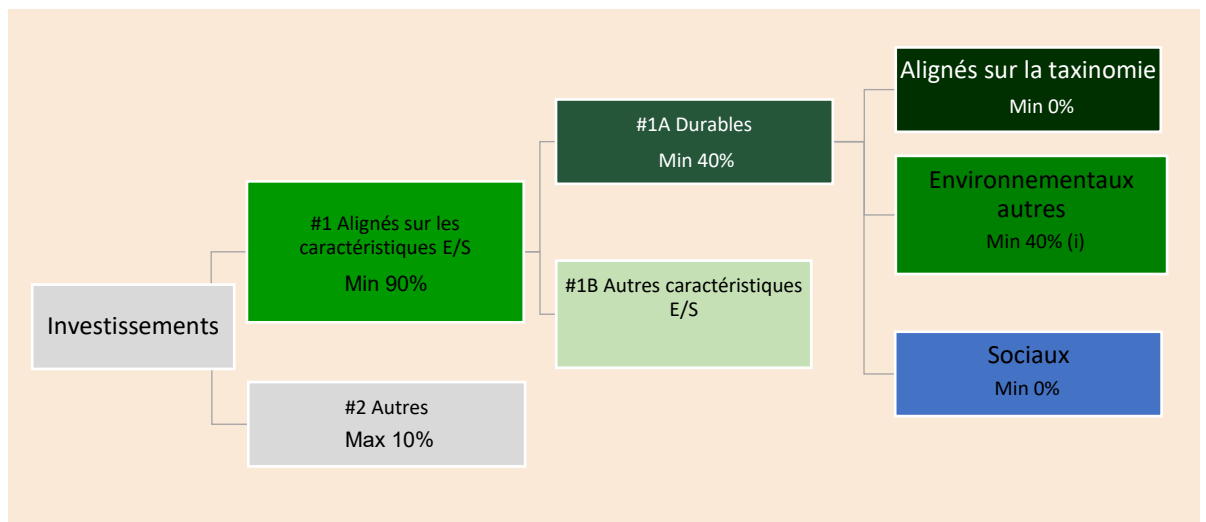 Investissements
#1 Alignés sur les
caractéristiques E/S
Min 90%
#2 Autres
Max 10%
#1A Durables
Min 40%
#1B Autres caractéristiques
E/S
Alignés sur la taxinomie
Min 0%
Environnementaux
autres
Min 40% (i)
Sociaux
Min 0%